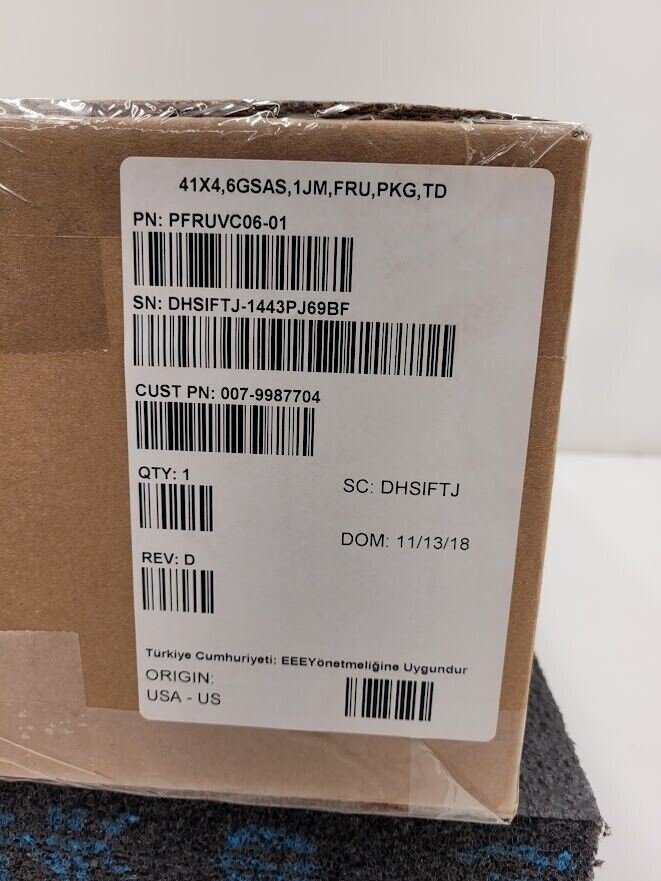 41X4,6GSAS,1JM,FRU,PKG,TD
PN: PFRUVC06-01
SN: DHSIFTJ-1443PJ69BF
CUST PN: 007-9987704
QTY: 1
SC: DHSIFTJ
DOM: 11/13/18
REV: D
Türkiye Cumhuriyeti: EEEYönetmeliğine Uygundur
ORIGIN:
USA - US